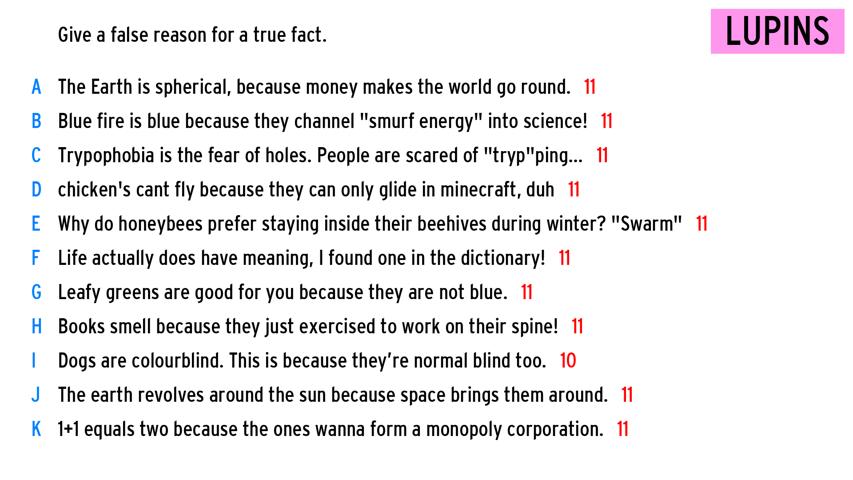 Give a false reason for a true fact.
LUPINS
A The Earth is spherical, because money makes the world go round. 11
B Blue fire is blue because they channel "smurf energy" into science! 11
C Trypophobia is the fear of holes. People are scared of "tryp"ping... 11
D chicken's cant fly because they can only glide in minecraft, duh 11
E Why do honeybees prefer staying inside their beehives during winter? "Swarm" 11
F Life actually does have meaning, I found one in the dictionary! 11
G Leafy greens are good for you because they are not blue. 11
H Books smell because they just exercised to work on their spine! 11
I Dogs are colourblind. This is because they're normal blind too. 10
J The earth revolves around the sun because space brings them around. 11
K 1+1 equals two because the ones wanna form a monopoly corporation. 11